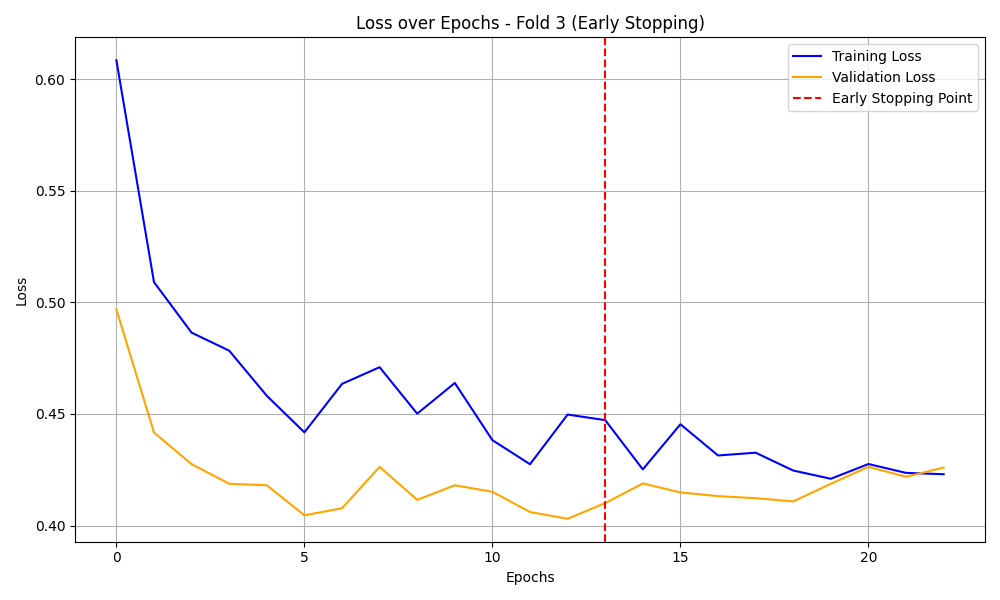 Loss over Epochs - Fold 3 (Early Stopping)
Training Loss
Validation Loss
Early Stopping Point
Loss
0.60
0.55
0.50
0.45
0.40
0
5
10
15
20
Epochs